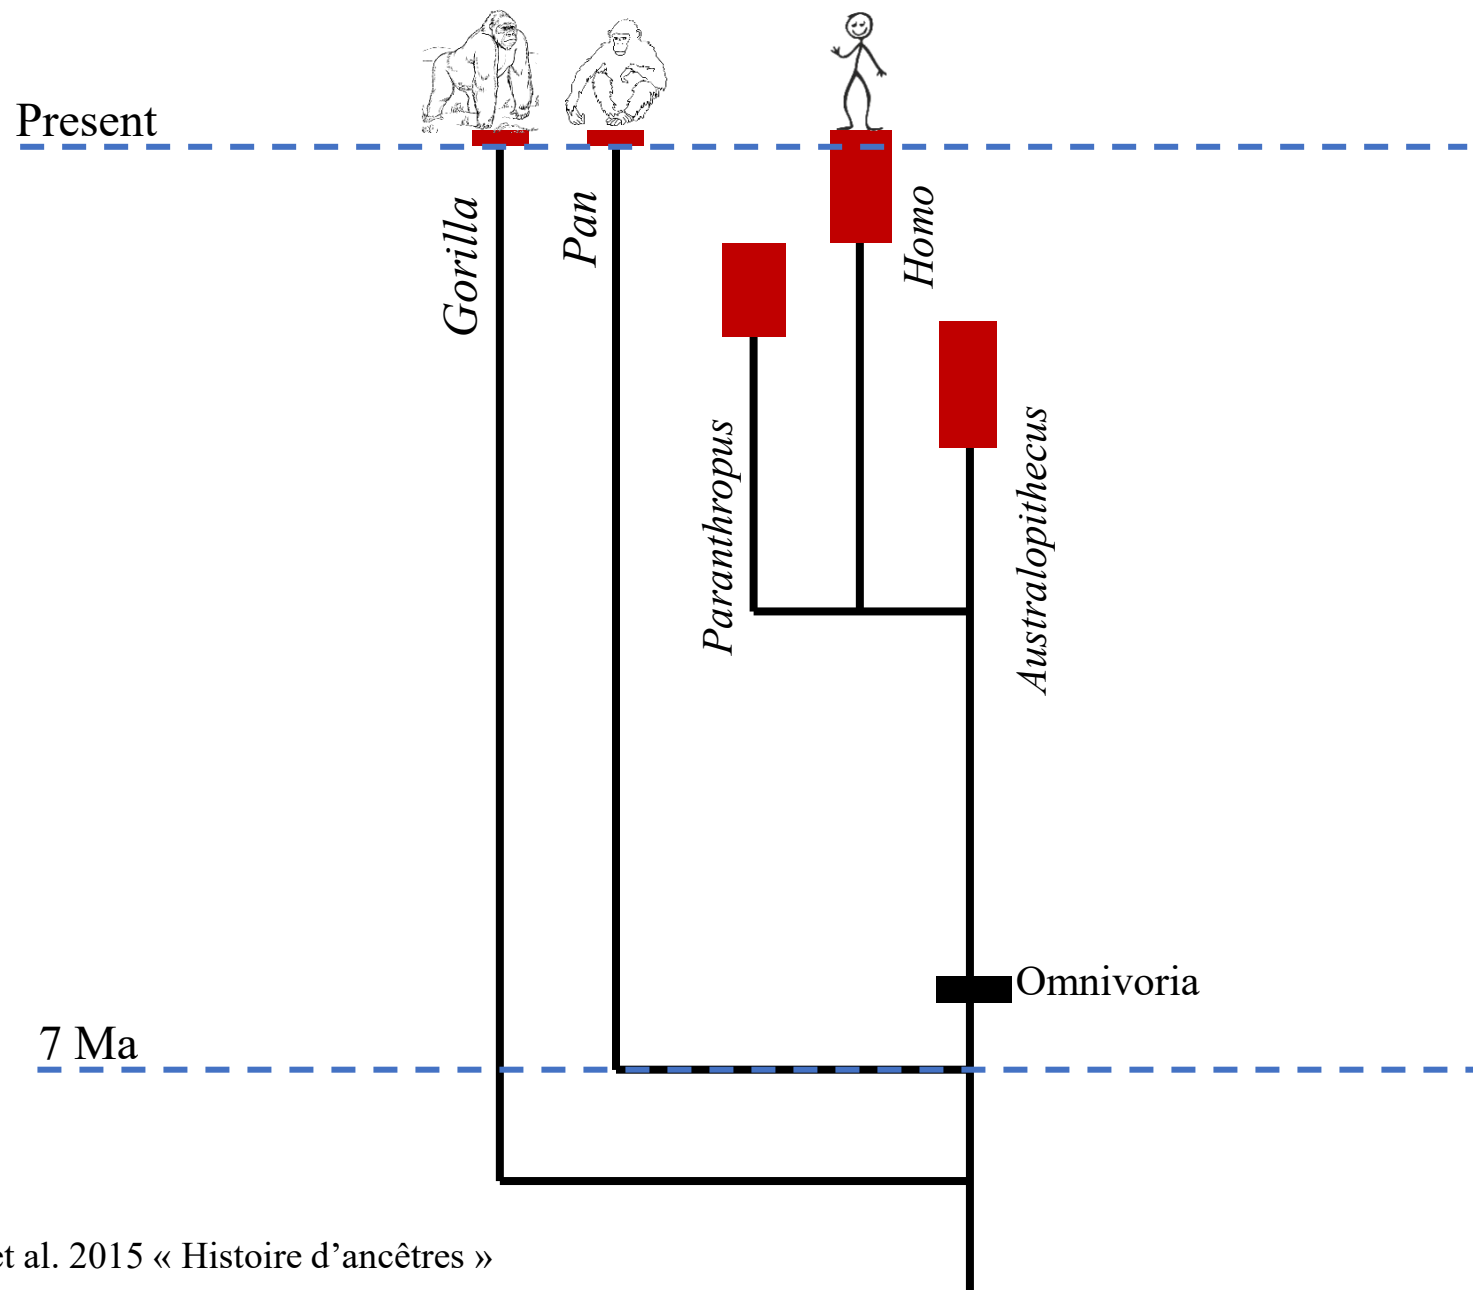 Present
Gorilla
Pan
Homo
Paranthropus
Australopithecus
Omnivoria
7 Ma
et al. 2015 « Histoire d’ancêtres »